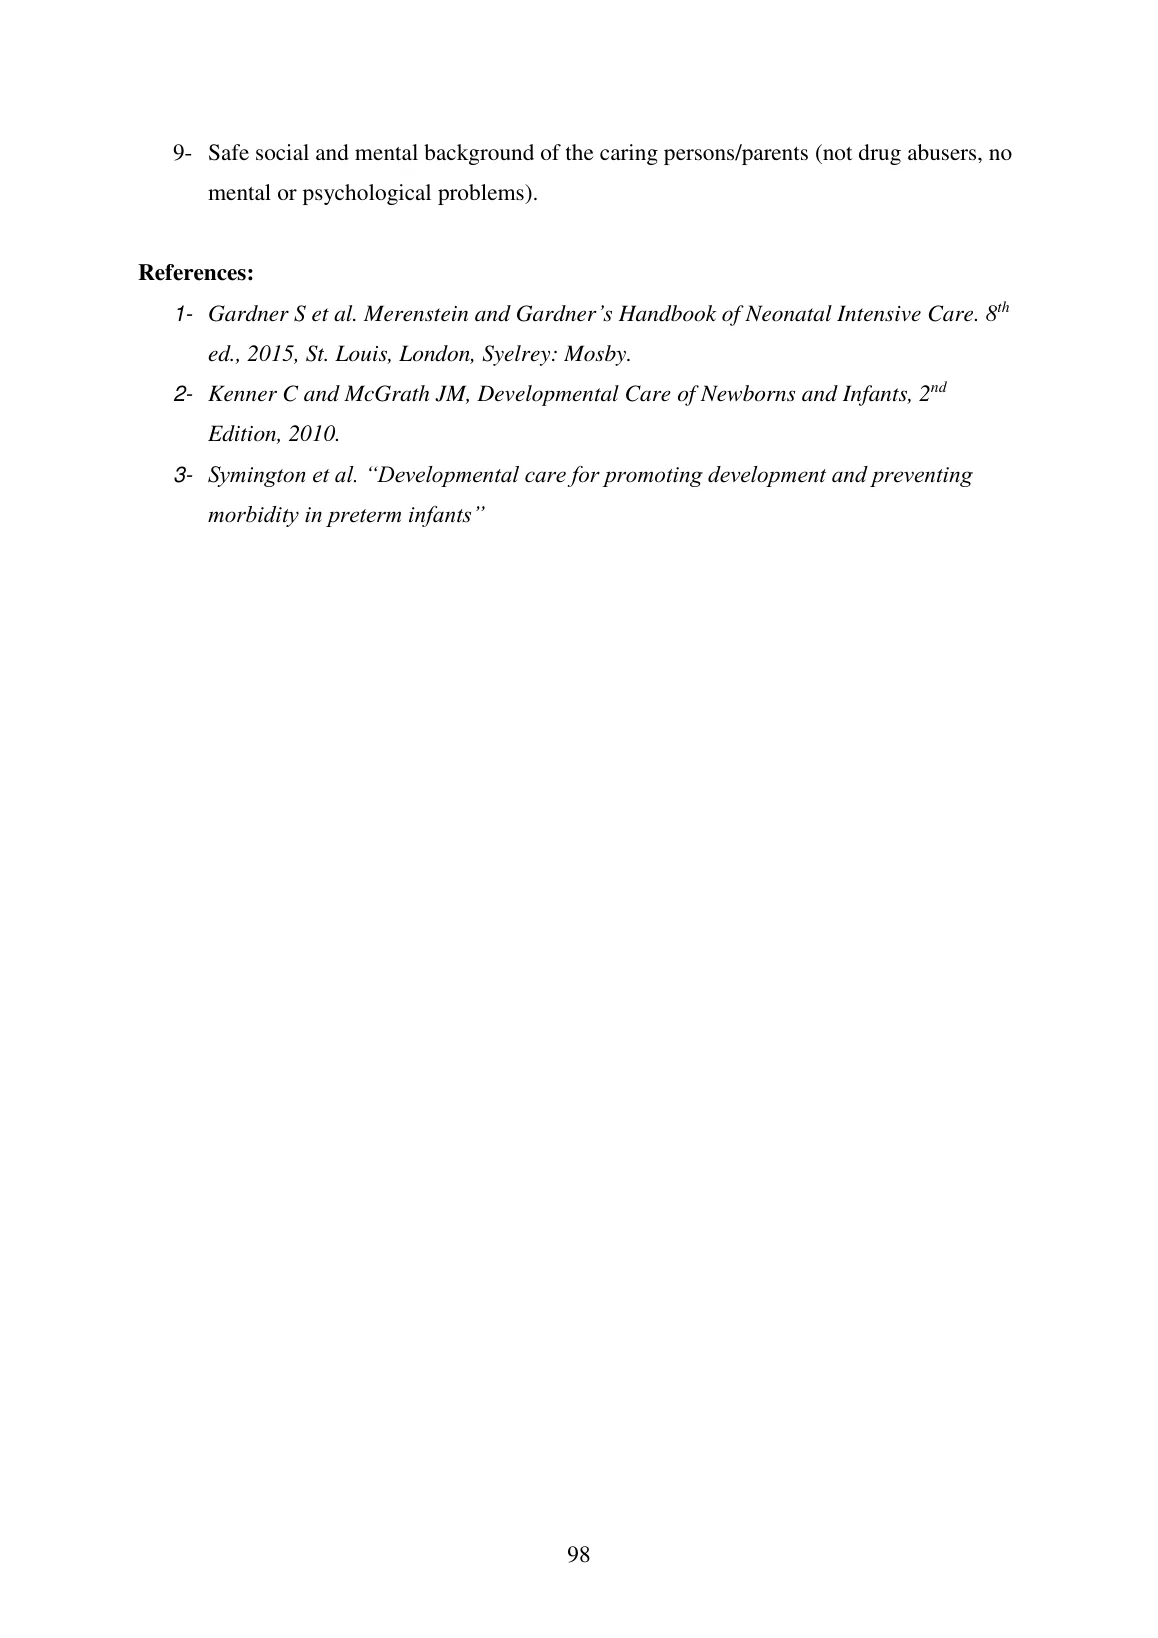 9- Safe social and mental background of the caring persons/parents (not drug abusers, no
mental or psychological problems).
References:
1- Gardner S et al. Merenstein and Gardner’s Handbook of Neonatal Intensive Care. 8th
ed., 2015, St. Louis, London, Syelrey: Mosby.
2- Kenner C and McGrath JM, Developmental Care of Newborns and Infants, 2nd
Edition, 2010.
3- Symington et al. “Developmental care for promoting development and preventing
morbidity in preterm infants”
98